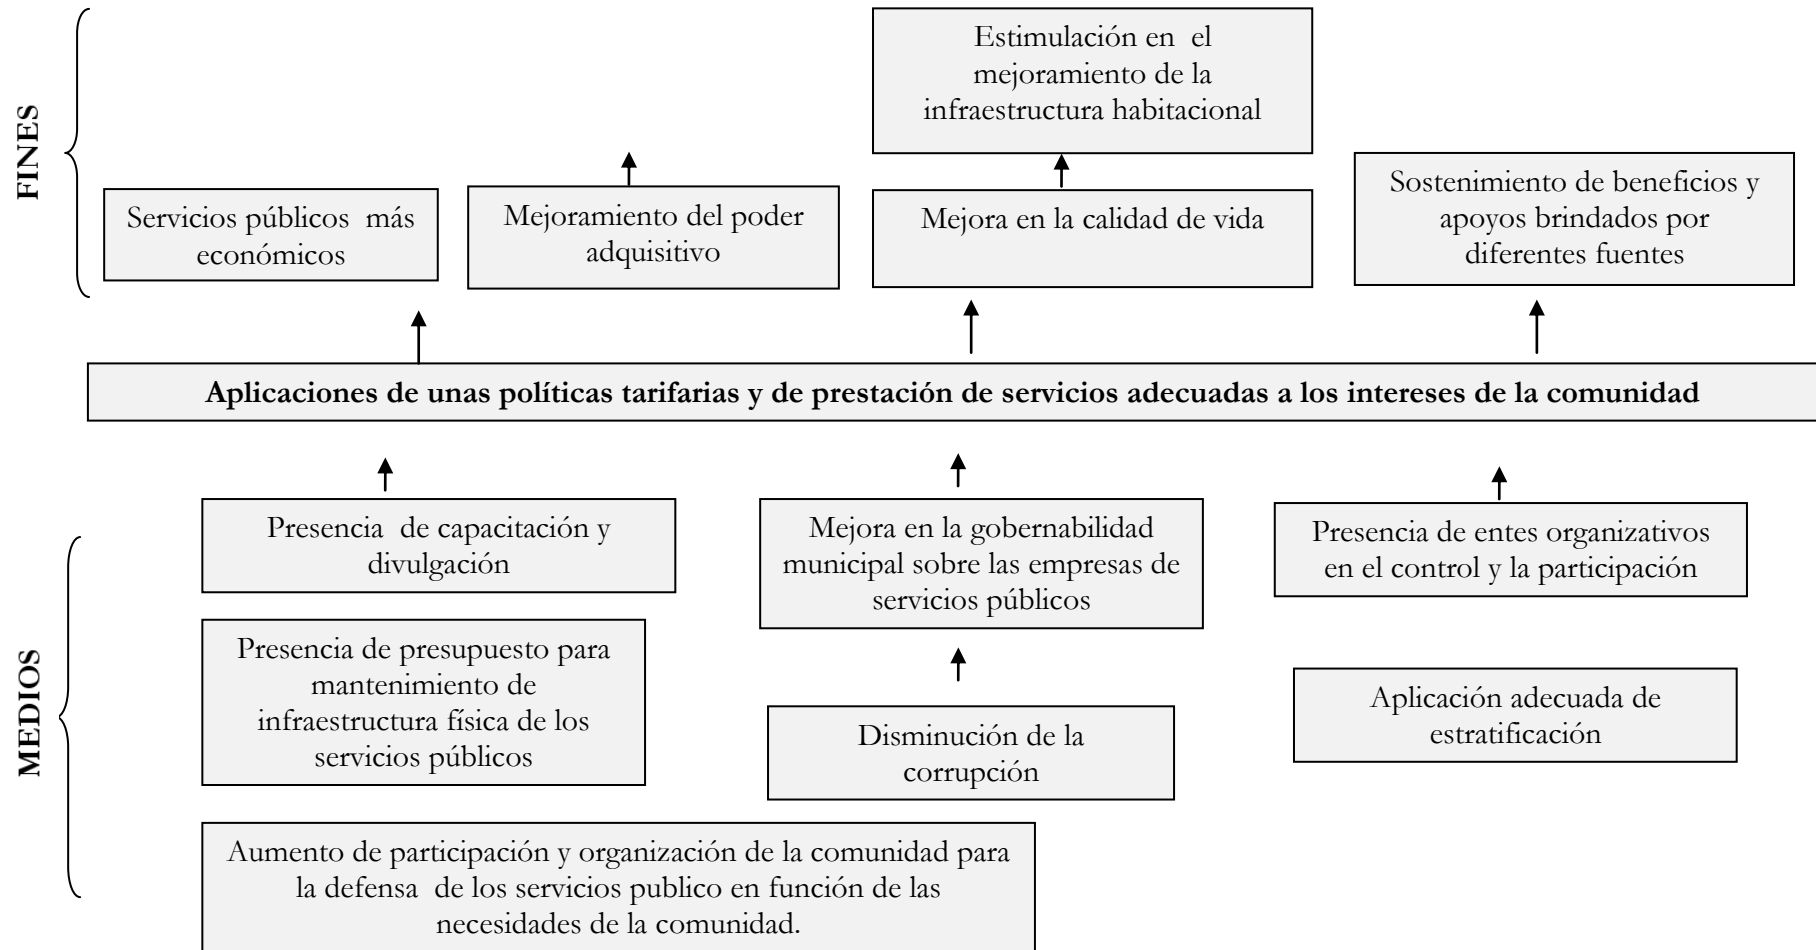 FINES
Estimulación en el
mejoramiento de la
infraestructura habitacional
Servicios públicos más
económicos
Mejoramiento del poder
adquisitivo
Mejora en la calidad de vida
Sostenimiento de beneficios y
apoyos brindados por
diferentes fuentes
Aplicaciones de unas políticas tarifarias y de prestación de servicios adecuadas a los intereses de la comunidad
MEDIOS
Presencia de capacitación y
divulgación
Mejora en la gobernabilidad
municipal sobre las empresas de
servicios públicos
Presencia de entes organizativos
en el control y la participación
Presencia de presupuesto para
mantenimiento de
infraestructura física de los
servicios públicos
Disminución de la
corrupción
Aplicación adecuada de
estratificación
Aumento de participación y organización de la comunidad para
la defensa de los servicios publico en función de las
necesidades de la comunidad.